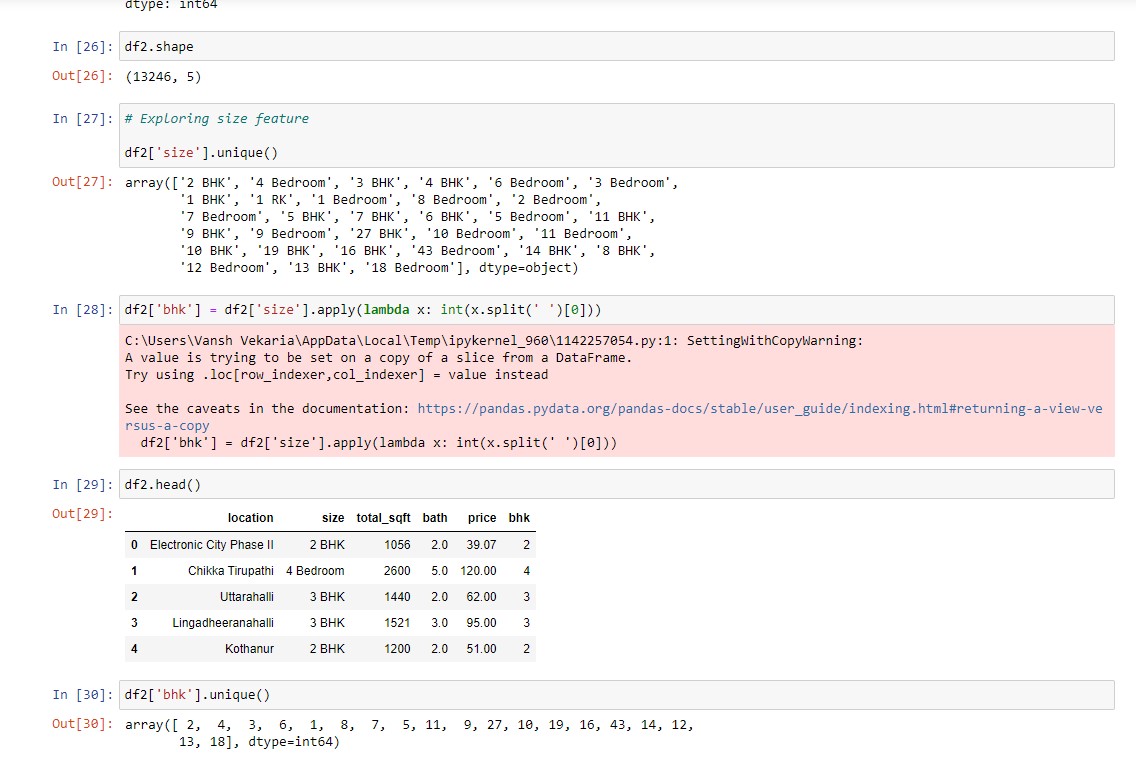 dtype: int64
In [26]: df2.shape
Out[26]: (13246, 5)
In [27]: # Exploring size feature
df2['size'].unique()
Out[27]: array(['2 BHK', '4 Bedroom', '3 BHK', '4 BHK', '6 Bedroom', '3 Bedroom',
'1 BHK', '1 RK', '1 Bedroom', '8 Bedroom', '2 Bedroom',
'7 Bedroom', '5 BHK', '7 BHK', '6 BHK', '5 Bedroom', '11 BHK',
'9 BHK', '9 Bedroom', '27 BHK', '10 Bedroom', '11 Bedroom',
'10 BHK', '19 BHK', '16 BHK', '43 Bedroom', '14 BHK', '8 BHK',
'12 Bedroom', '13 BHK', '18 Bedroom'], dtype=object)
In [28]: df2['bhk'] = df2['size'].apply(lambda x: int(x.split(' ')[0]))
C:\Users\Vansh Vekaria\AppData\Local\Temp\ipykernel_960\1142257054.py:1: SettingWithCopyWarning:
A value is trying to be set on a copy of a slice from a DataFrame.
Try using .loc[row_indexer,col_indexer] = value instead
See the caveats in the documentation: https://pandas.pydata.org/pandas-docs/stable/user_guide/indexing.html#returning-a-view-ve
rsus-a-copy
df2['bhk'] = df2['size'].apply(lambda x: int(x.split(' ')[0]))
In [29]: df2.head()
Out[29]:
location size total_sqft bath price bhk
0 Electronic City Phase II 2 BHK 1056 2.0 39.07 2
1 Chikka Tirupathi 4 Bedroom 2600 5.0 120.00 4
2 Uttarahalli 3 BHK 1440 2.0 62.00 3
3 Lingadheeranahalli 3 BHK 1521 3.0 95.00 3
4 Kothanur 2 BHK 1200 2.0 51.00 2
In [30]: df2['bhk'].unique()
Out[30]: array([ 2, 4, 3, 6, 1, 8, 7, 5, 11, 9, 27, 10, 19, 16, 43, 14, 12,
13, 18], dtype=int64)